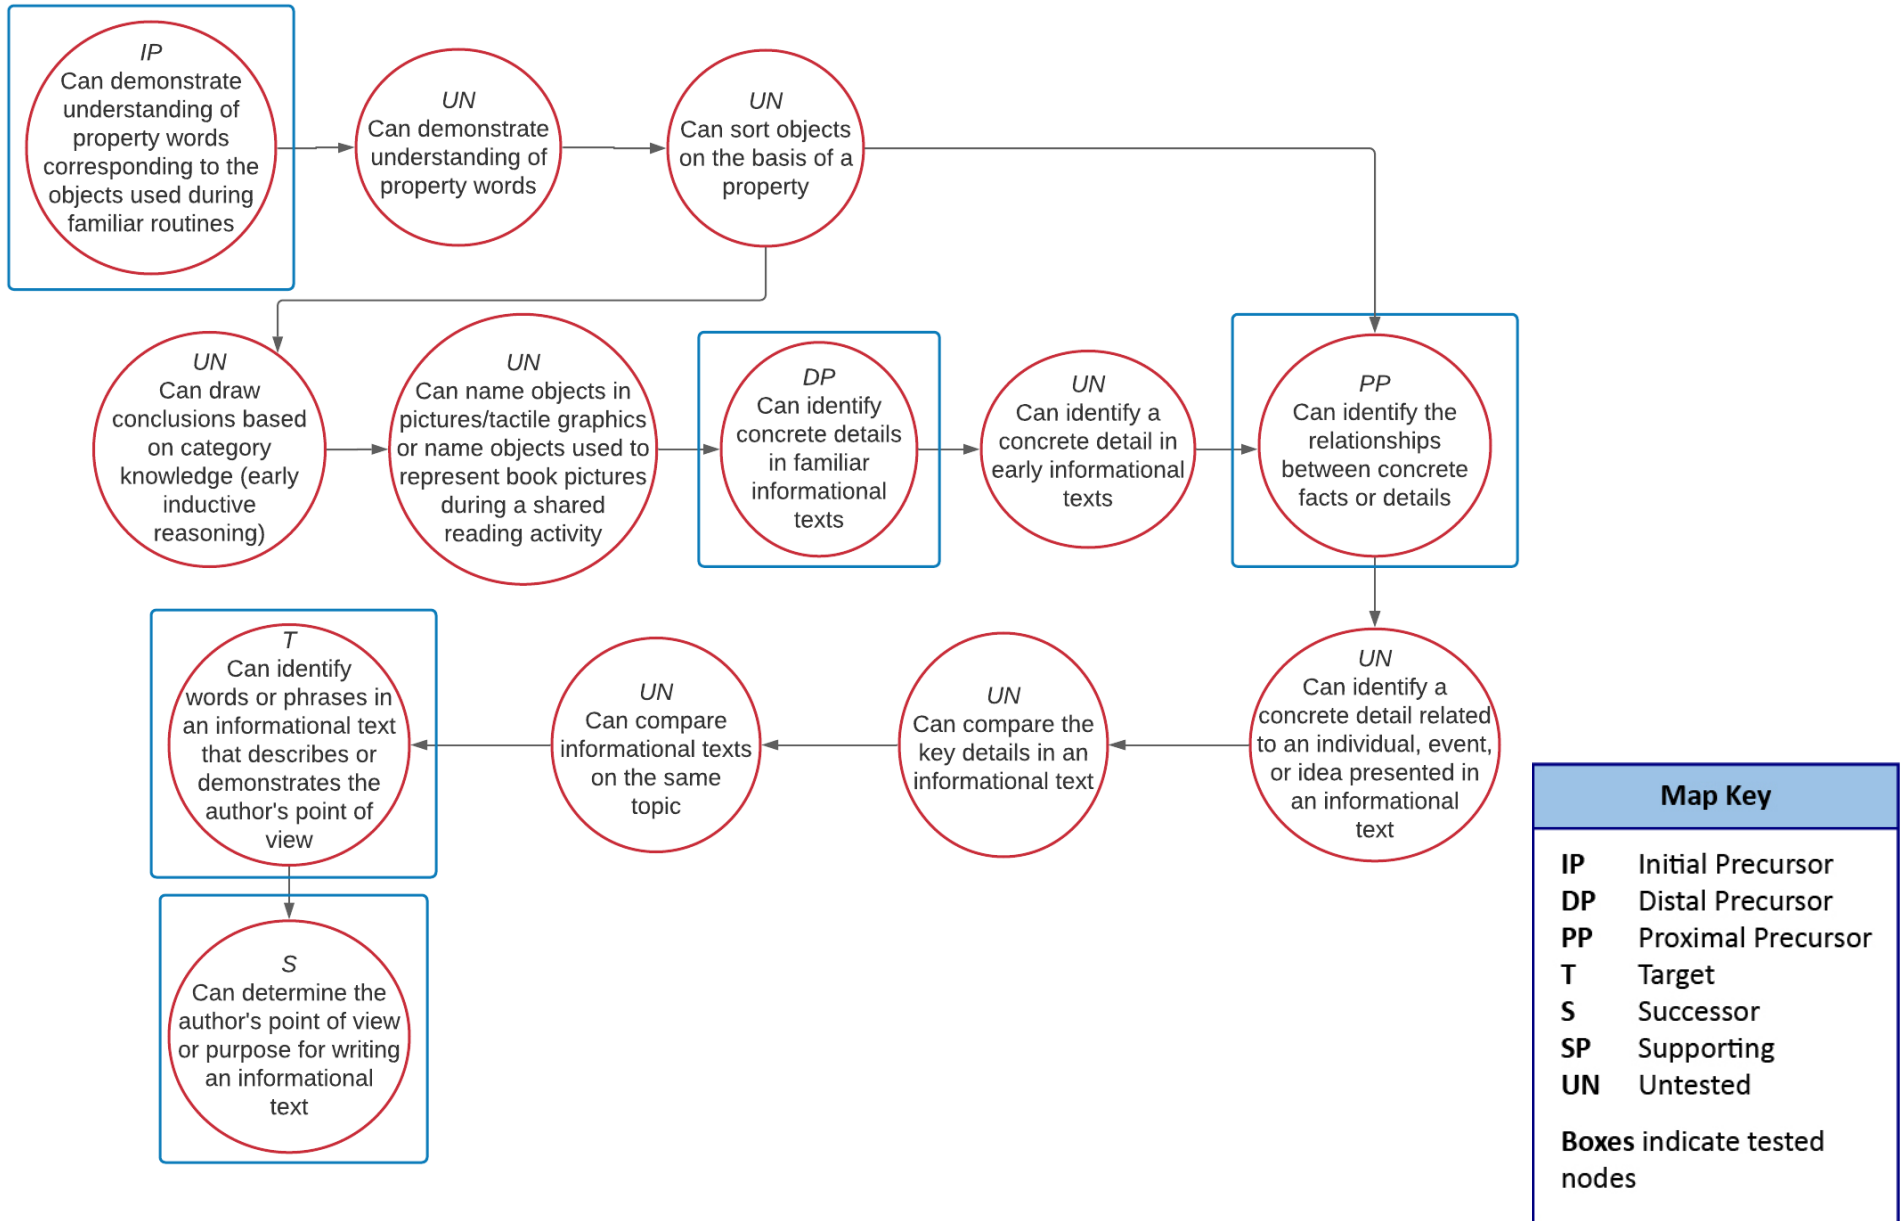 IP
Can demonstrate
understanding of
property words
corresponding to the
objects used during
familiar routines
UN
Can demonstrate
understanding of
property words
UN
Can sort objects
on the basis of a
property
UN
Can draw
conclusions based
on category
knowledge (early
inductive
reasoning)
UN
Can name objects in
pictures/tactile graphics
or name objects used to
represent book pictures
during a shared
reading activity
DP
Can identify
concrete details
in familiar
informational
texts
UN
Can identify a
concrete detail in
early informational
texts
PP
Can identify the
relationships
between concrete
facts or details
T
Can identify
words or phrases in
an informational text
that describes or
demonstrates the
author's point of
view
UN
Can compare
informational texts
on the same
topic
UN
Can compare the
key details in an
informational text
UN
Can identify a
concrete detail related
to an individual, event,
or idea presented in
an informational
text
S
Can determine the
author's point of view
or purpose for writing
an informational
text
Map Key
IP Initial Precursor
DP Distal Precursor
PP Proximal Precursor
T Target
S Successor
SP Supporting
UN Untested
Boxes indicate tested
nodes